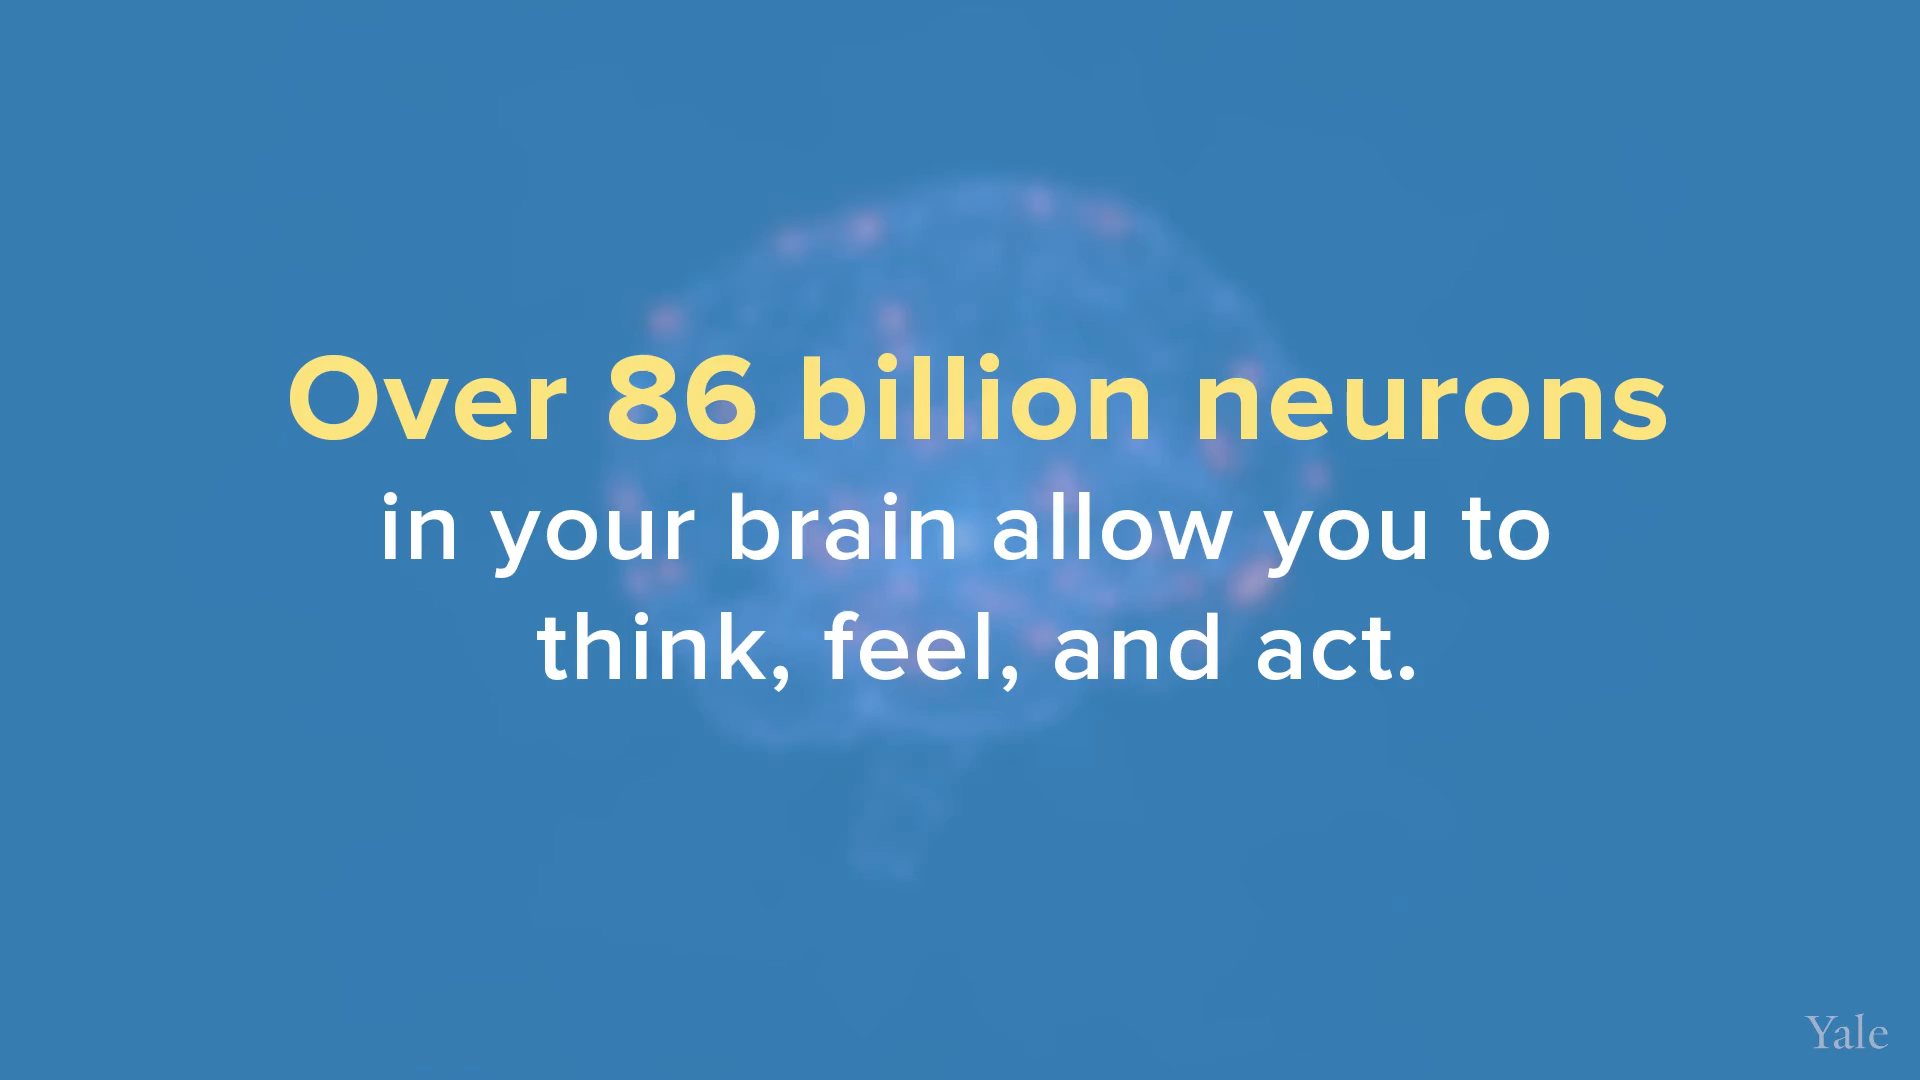 Over 86 billion neurons
in your brain allow you to
think, feel, and act.
Yale